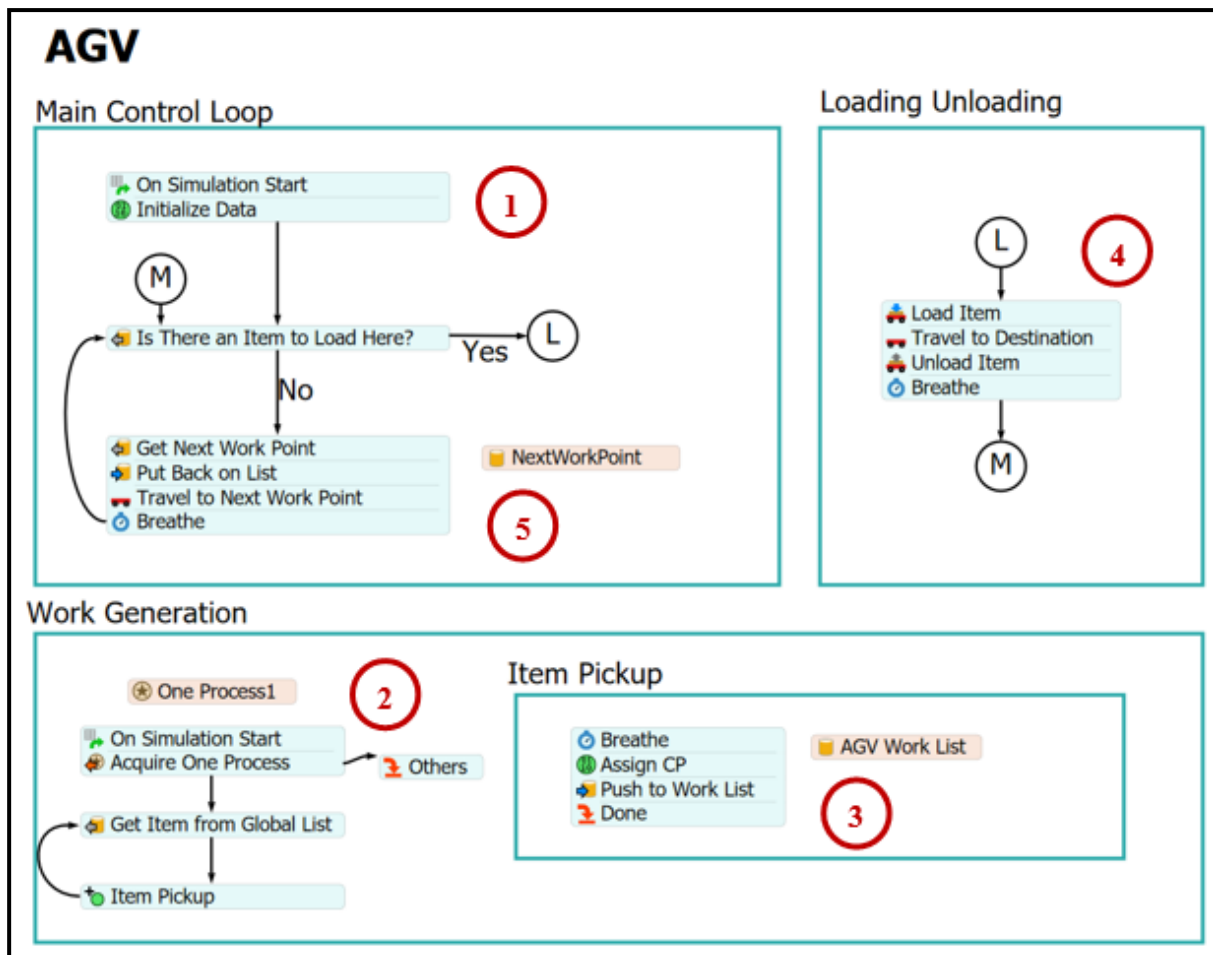 AGV
Main Control Loop
On Simulation Start
Initialize Data
1
M
Is There an Item to Load Here?
Yes
L
No
Get Next Work Point
Put Back on List
Travel to Next Work Point
Breathe
NextWorkPoint
5
Loading Unloading
L
4
Load Item
Travel to Destination
Unload Item
Breathe
M
Work Generation
One Process1
2
On Simulation Start
Acquire One Process
Others
Get Item from Global List
Item Pickup
Item Pickup
Breathe
Assign CP
Push to Work List
Done
AGV Work List
3